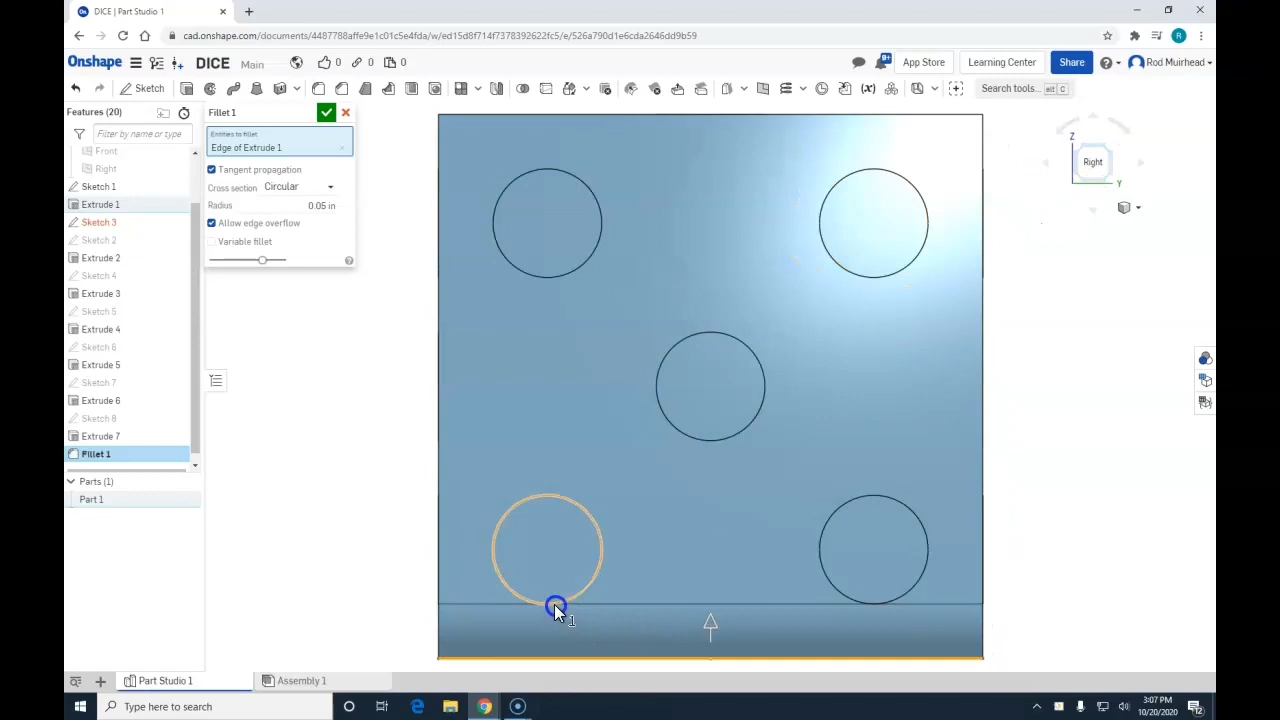 DICE | Part Studio 1
cad.onshape.com/documents/4487788affe9e1c01c5e4fda/w/ed15d8f714f7378392622fc5/e/526a790d1e6cda2646dd9b59
R
Onshape
DICE
Main
0
0
0
9+
App Store
Learning Center
Share
Rod Muirhead
Sketch
Search tools...
alt C
Features (20)
Filter by name or type
Front
Right
Sketch 1
Extrude 1
Sketch 3
Sketch 2
Extrude 2
Sketch 4
Extrude 3
Sketch 5
Extrude 4
Sketch 6
Extrude 5
Sketch 7
Extrude 6
Sketch 8
Extrude 7
Fillet 1
Parts (1)
Part 1
Fillet 1
Entities to fillet
Edge of Extrude 1
Tangent propagation
Cross section Circular
Radius 0.05 in
Allow edge overflow
Variable fillet
Z
Right
Y
1
Part Studio 1
Assembly 1
Type here to search
3:07 PM
10/20/2020